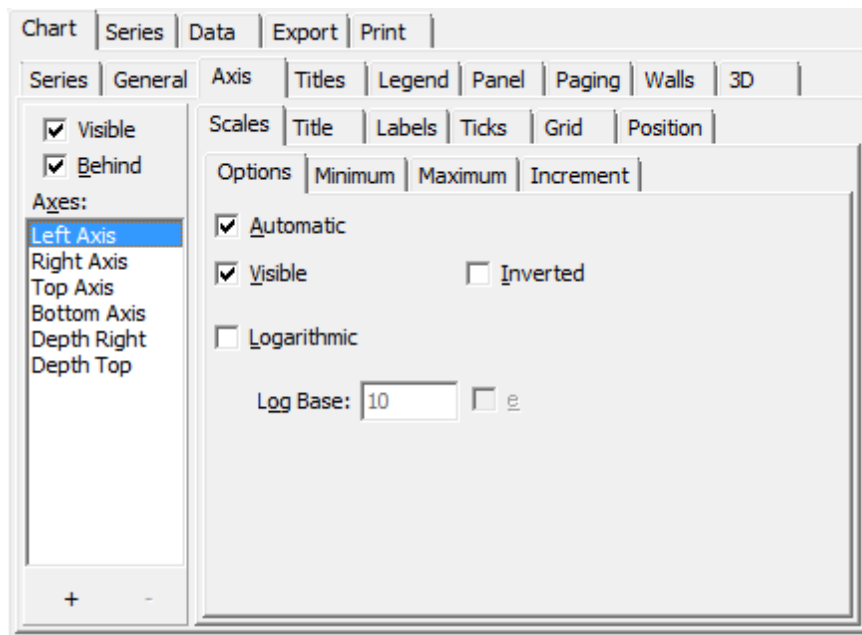 Chart Series Data Export Print
Series General Axis Titles Legend Panel Paging Walls 3D
Visible
Behind
Axes:
Left Axis
Right Axis
Top Axis
Bottom Axis
Depth Right
Depth Top
+ -
Scales Title Labels Ticks Grid Position
Options Minimum Maximum Increment
Automatic
Visible Inverted
Logarithmic
Log Base: 10 e